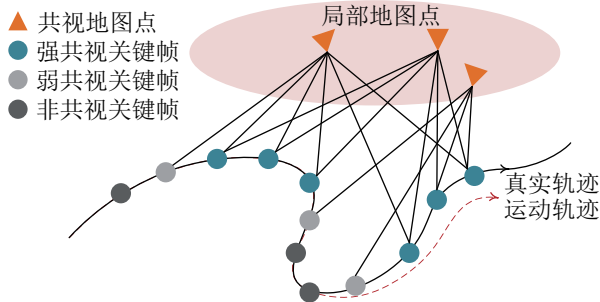 局部地图点
共视地图点
强共视关键帧
弱共视关键帧
非共视关键帧
真实轨迹
运动轨迹